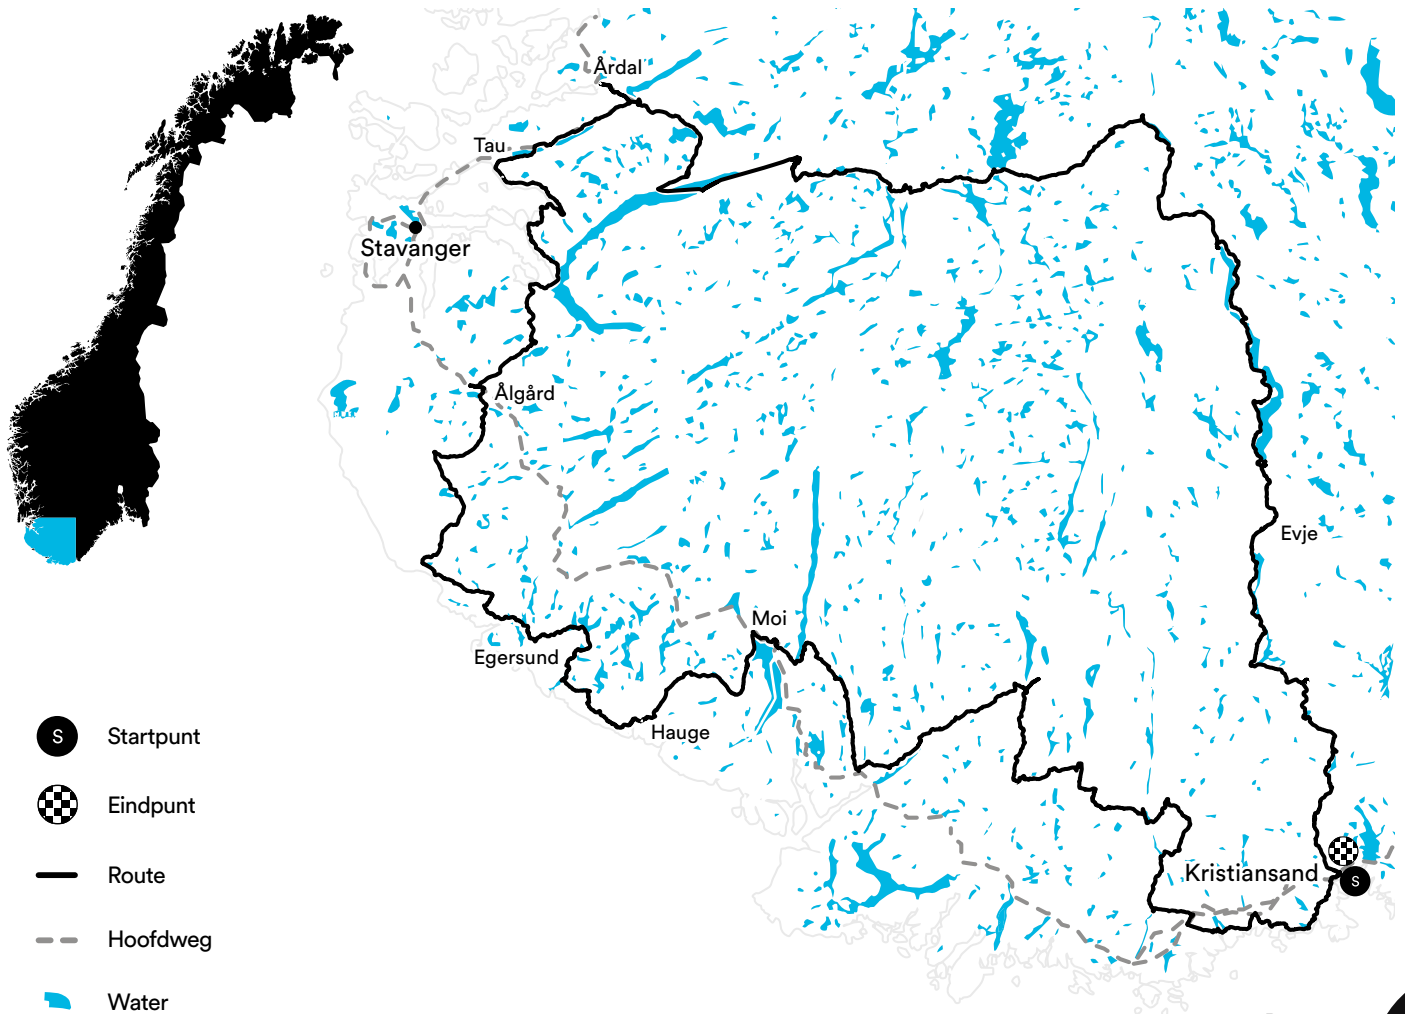 Årdal
Tau
Stavanger
Ålgård
Evje
Moi
Egersund
Hauge
S Startpunt
Eindpunt
Route
Kristiansand
S
Hoofdweg
Water